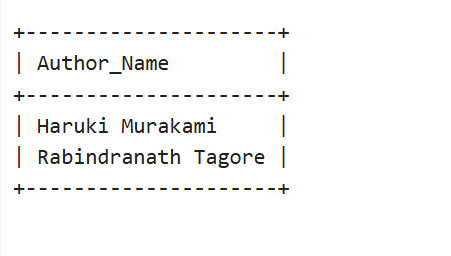 +---------------------+
| Author_Name         |
+---------------------+
| Haruki Murakami     |
| Rabindranath Tagore |
+---------------------+